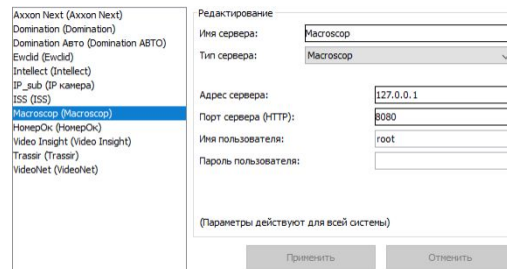 Axxon Next (Axxon Next)
Domination (Domination)
Domination Авто (Domination АВТО)
Ewclid (Ewclid)
Intellect (Intellect)
IP_sub (IP камера)
ISS (ISS)
Macroscop (Macroscop)
НомерОк (НомерОк)
Video Insight (Video Insight)
Trassir (Trassir)
VideoNet (VideoNet)
Редактирование
Имя сервера: Macroscop
Тип сервера: Macroscop
Адрес сервера: 127.0.0.1
Порт сервера (HTTP): 8080
Имя пользователя: root
Пароль пользователя:
(Параметры действуют для всей системы)
Применить Отменить